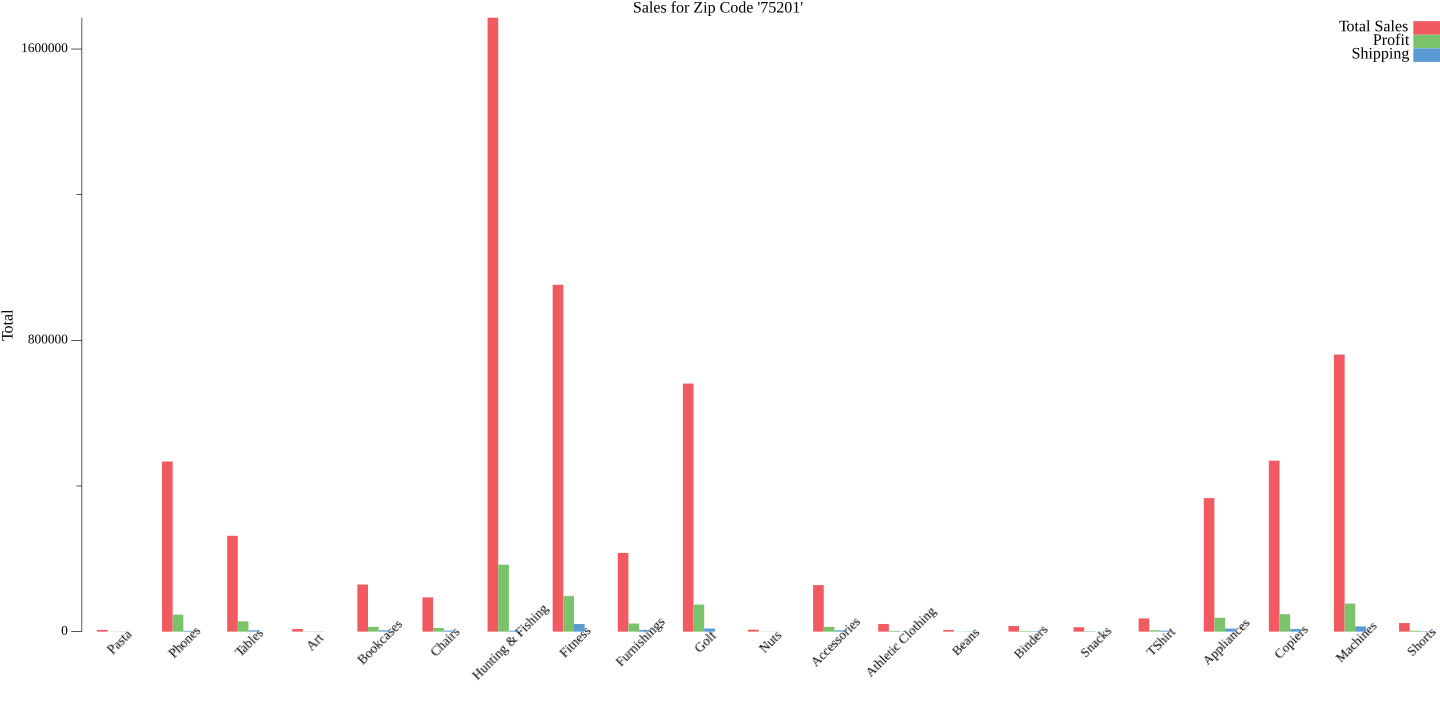 Sales for Zip Code '75201'
Total Sales
Profit
Shipping
1600000
800000
0
Total
Pasta
Phones
Tables
Art
Bookcases
Chairs
Hunting & Fishing
Fitness
Furnishings
Golf
Nuts
Accessories
Athletic Clothing
Beans
Binders
Snacks
TShirt
Appliances
Copiers
Machines
Shorts